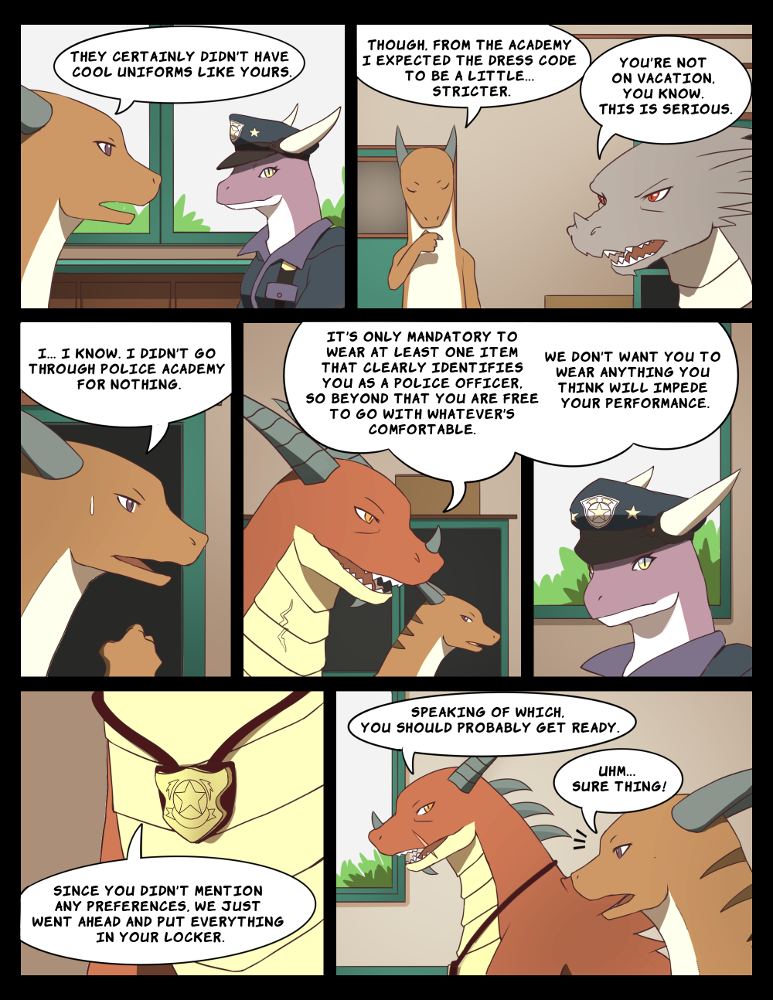 THEY CERTAINLY DIDN'T HAVE
COOL UNIFORMS LIKE YOURS.
THOUGH, FROM THE ACADEMY
I EXPECTED THE DRESS CODE
TO BE A LITTLE...
STRICTER.
YOU'RE NOT
ON VACATION,
YOU KNOW.
THIS IS SERIOUS.
I... I KNOW. I DIDN'T GO
THROUGH POLICE ACADEMY
FOR NOTHING.
IT'S ONLY MANDATORY TO
WEAR AT LEAST ONE ITEM
THAT CLEARLY IDENTIFIES
YOU AS A POLICE OFFICER,
SO BEYOND THAT YOU ARE FREE
TO GO WITH WHATEVER'S
COMFORTABLE.
WE DON'T WANT YOU TO
WEAR ANYTHING YOU
THINK WILL IMPEDE
YOUR PERFORMANCE.
SINCE YOU DIDN'T MENTION
ANY PREFERENCES, WE JUST
WENT AHEAD AND PUT EVERYTHING
IN YOUR LOCKER.
SPEAKING OF WHICH,
YOU SHOULD PROBABLY GET READY.
UHM...
SURE THING!